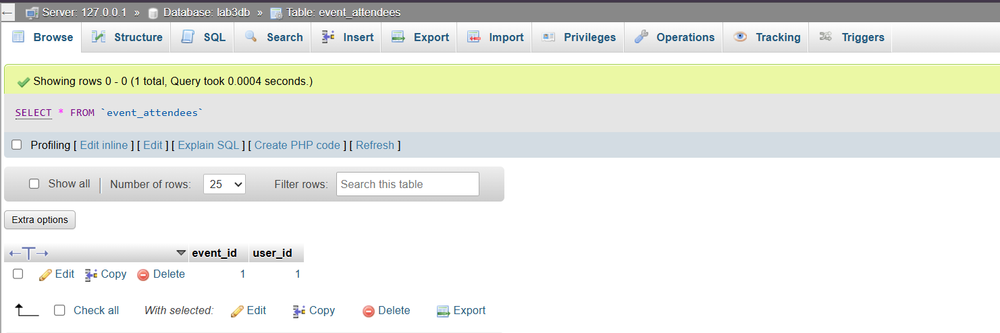 Server: 127.0.0.1 » Database: lab3db » Table: event_attendees
Browse Structure SQL Search Insert Export Import Privileges Operations Tracking Triggers
Showing rows 0 - 0 (1 total, Query took 0.0004 seconds.)
SELECT * FROM `event_attendees`
Profiling [ Edit inline ] [ Edit ] [ Explain SQL ] [ Create PHP code ] [ Refresh ]
Show all Number of rows: 25 Filter rows: Search this table
Extra options
event_id user_id
Edit Copy Delete 1 1
Check all With selected: Edit Copy Delete Export